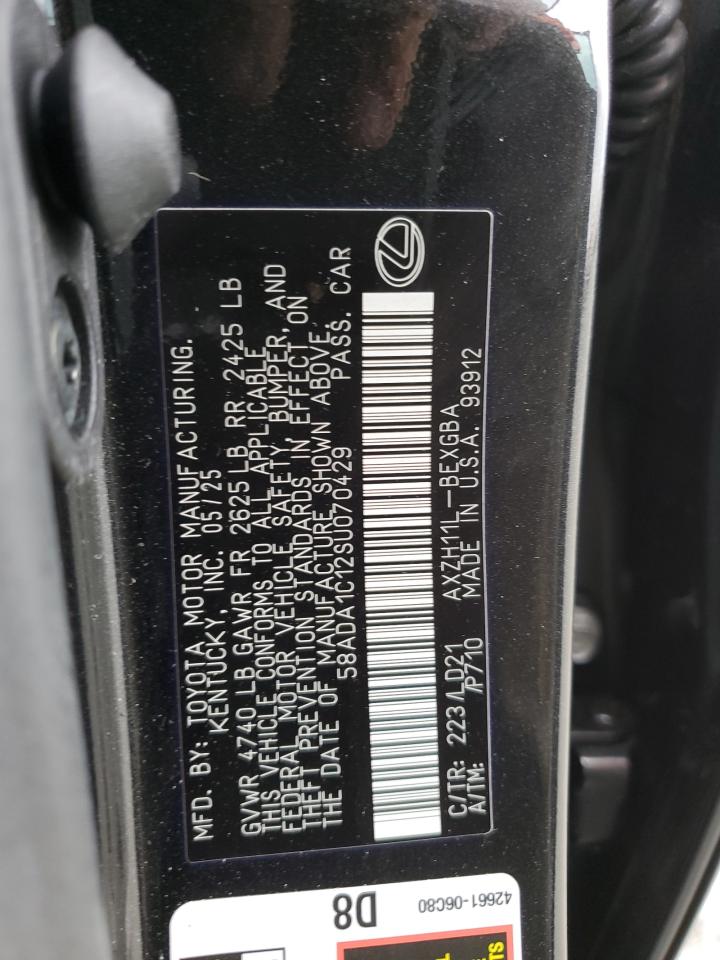 MFD. BY: TOYOTA MOTOR MANUFACTURING.
KENTUCKY, INC. 05/25
GVWR 4740 LB GAWR FR 2625 LB RR 2425 LB
THIS VEHICLE CONFORMS TO ALL APPLICABLE
FEDERAL MOTOR VEHICLE SAFETY, BUMPER, AND
THEFT PREVENTION STANDARDS IN EFFECT ON
THE DATE OF MANUFACTURE SHOWN ABOVE.
58ADA1C12SU070429 PASS. CAR
C/TR: 223/LD21 AXZH11L-BEXGBA
A/TM: /P710 MADE IN U.S.A. 93912
D8
42661-06C80